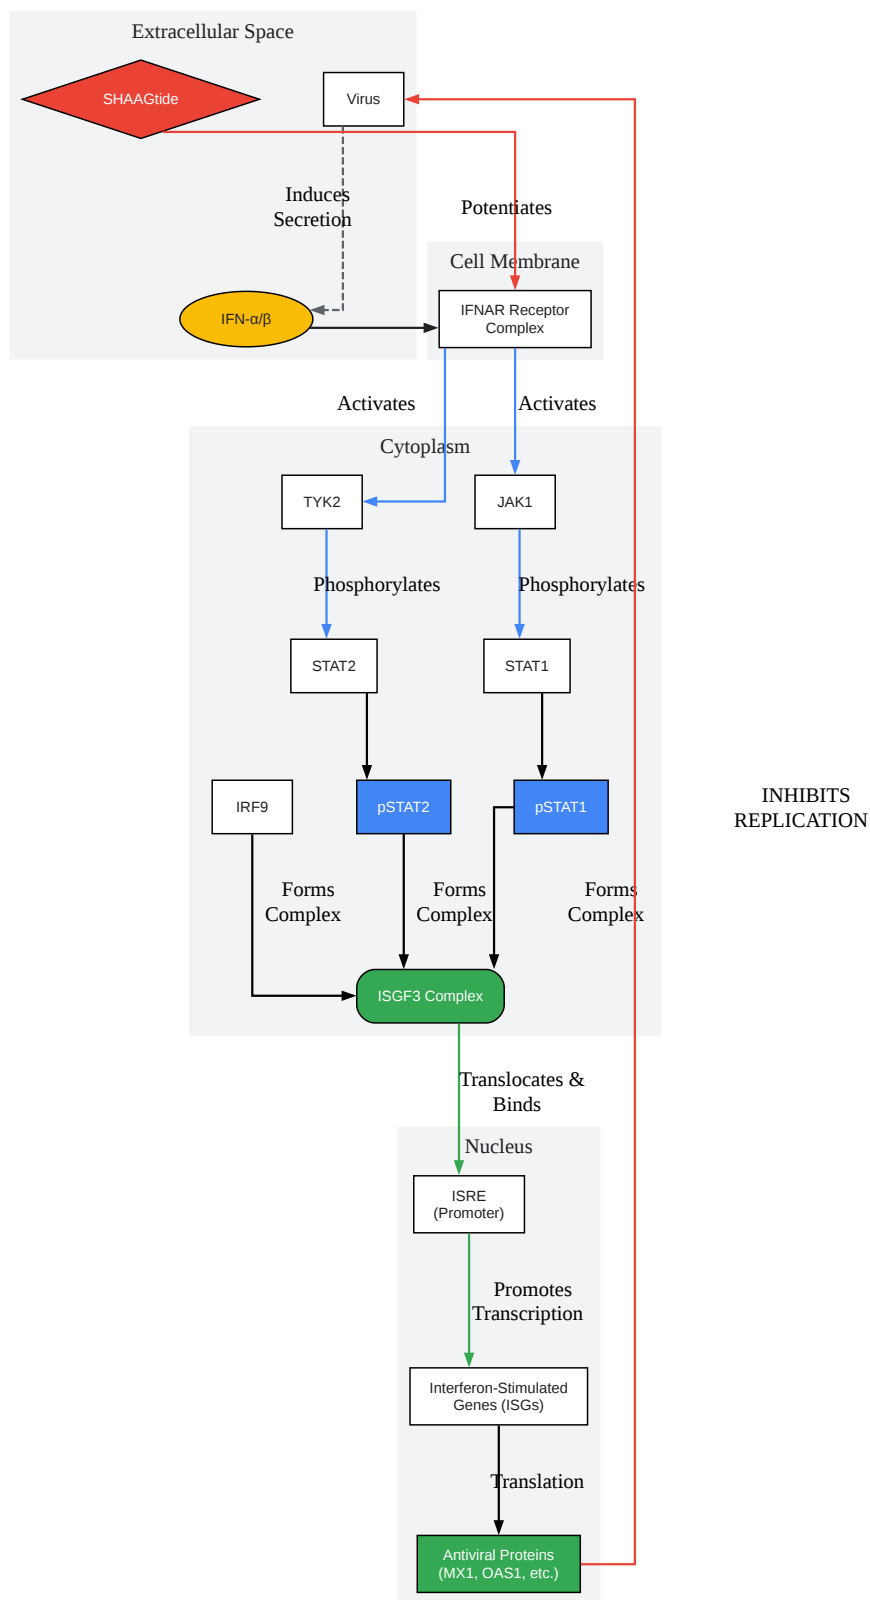 Extracellular Space
SHAAGtide
Virus
Induces
Secretion
Potentiates
Cell Membrane
IFN-α/β
IFNAR Receptor
Complex
Activates
Activates
Cytoplasm
TYK2
JAK1
Phosphorylates
Phosphorylates
STAT2
STAT1
IRF9
pSTAT2
pSTAT1
INHIBITS
REPLICATION
Forms
Complex
Forms
Complex
Forms
Complex
ISGF3 Complex
Translocates &
Binds
Nucleus
ISRE
(Promoter)
Promotes
Transcription
Interferon-Stimulated
Genes (ISGs)
Translation
Antiviral Proteins
(MX1, OAS1, etc.)